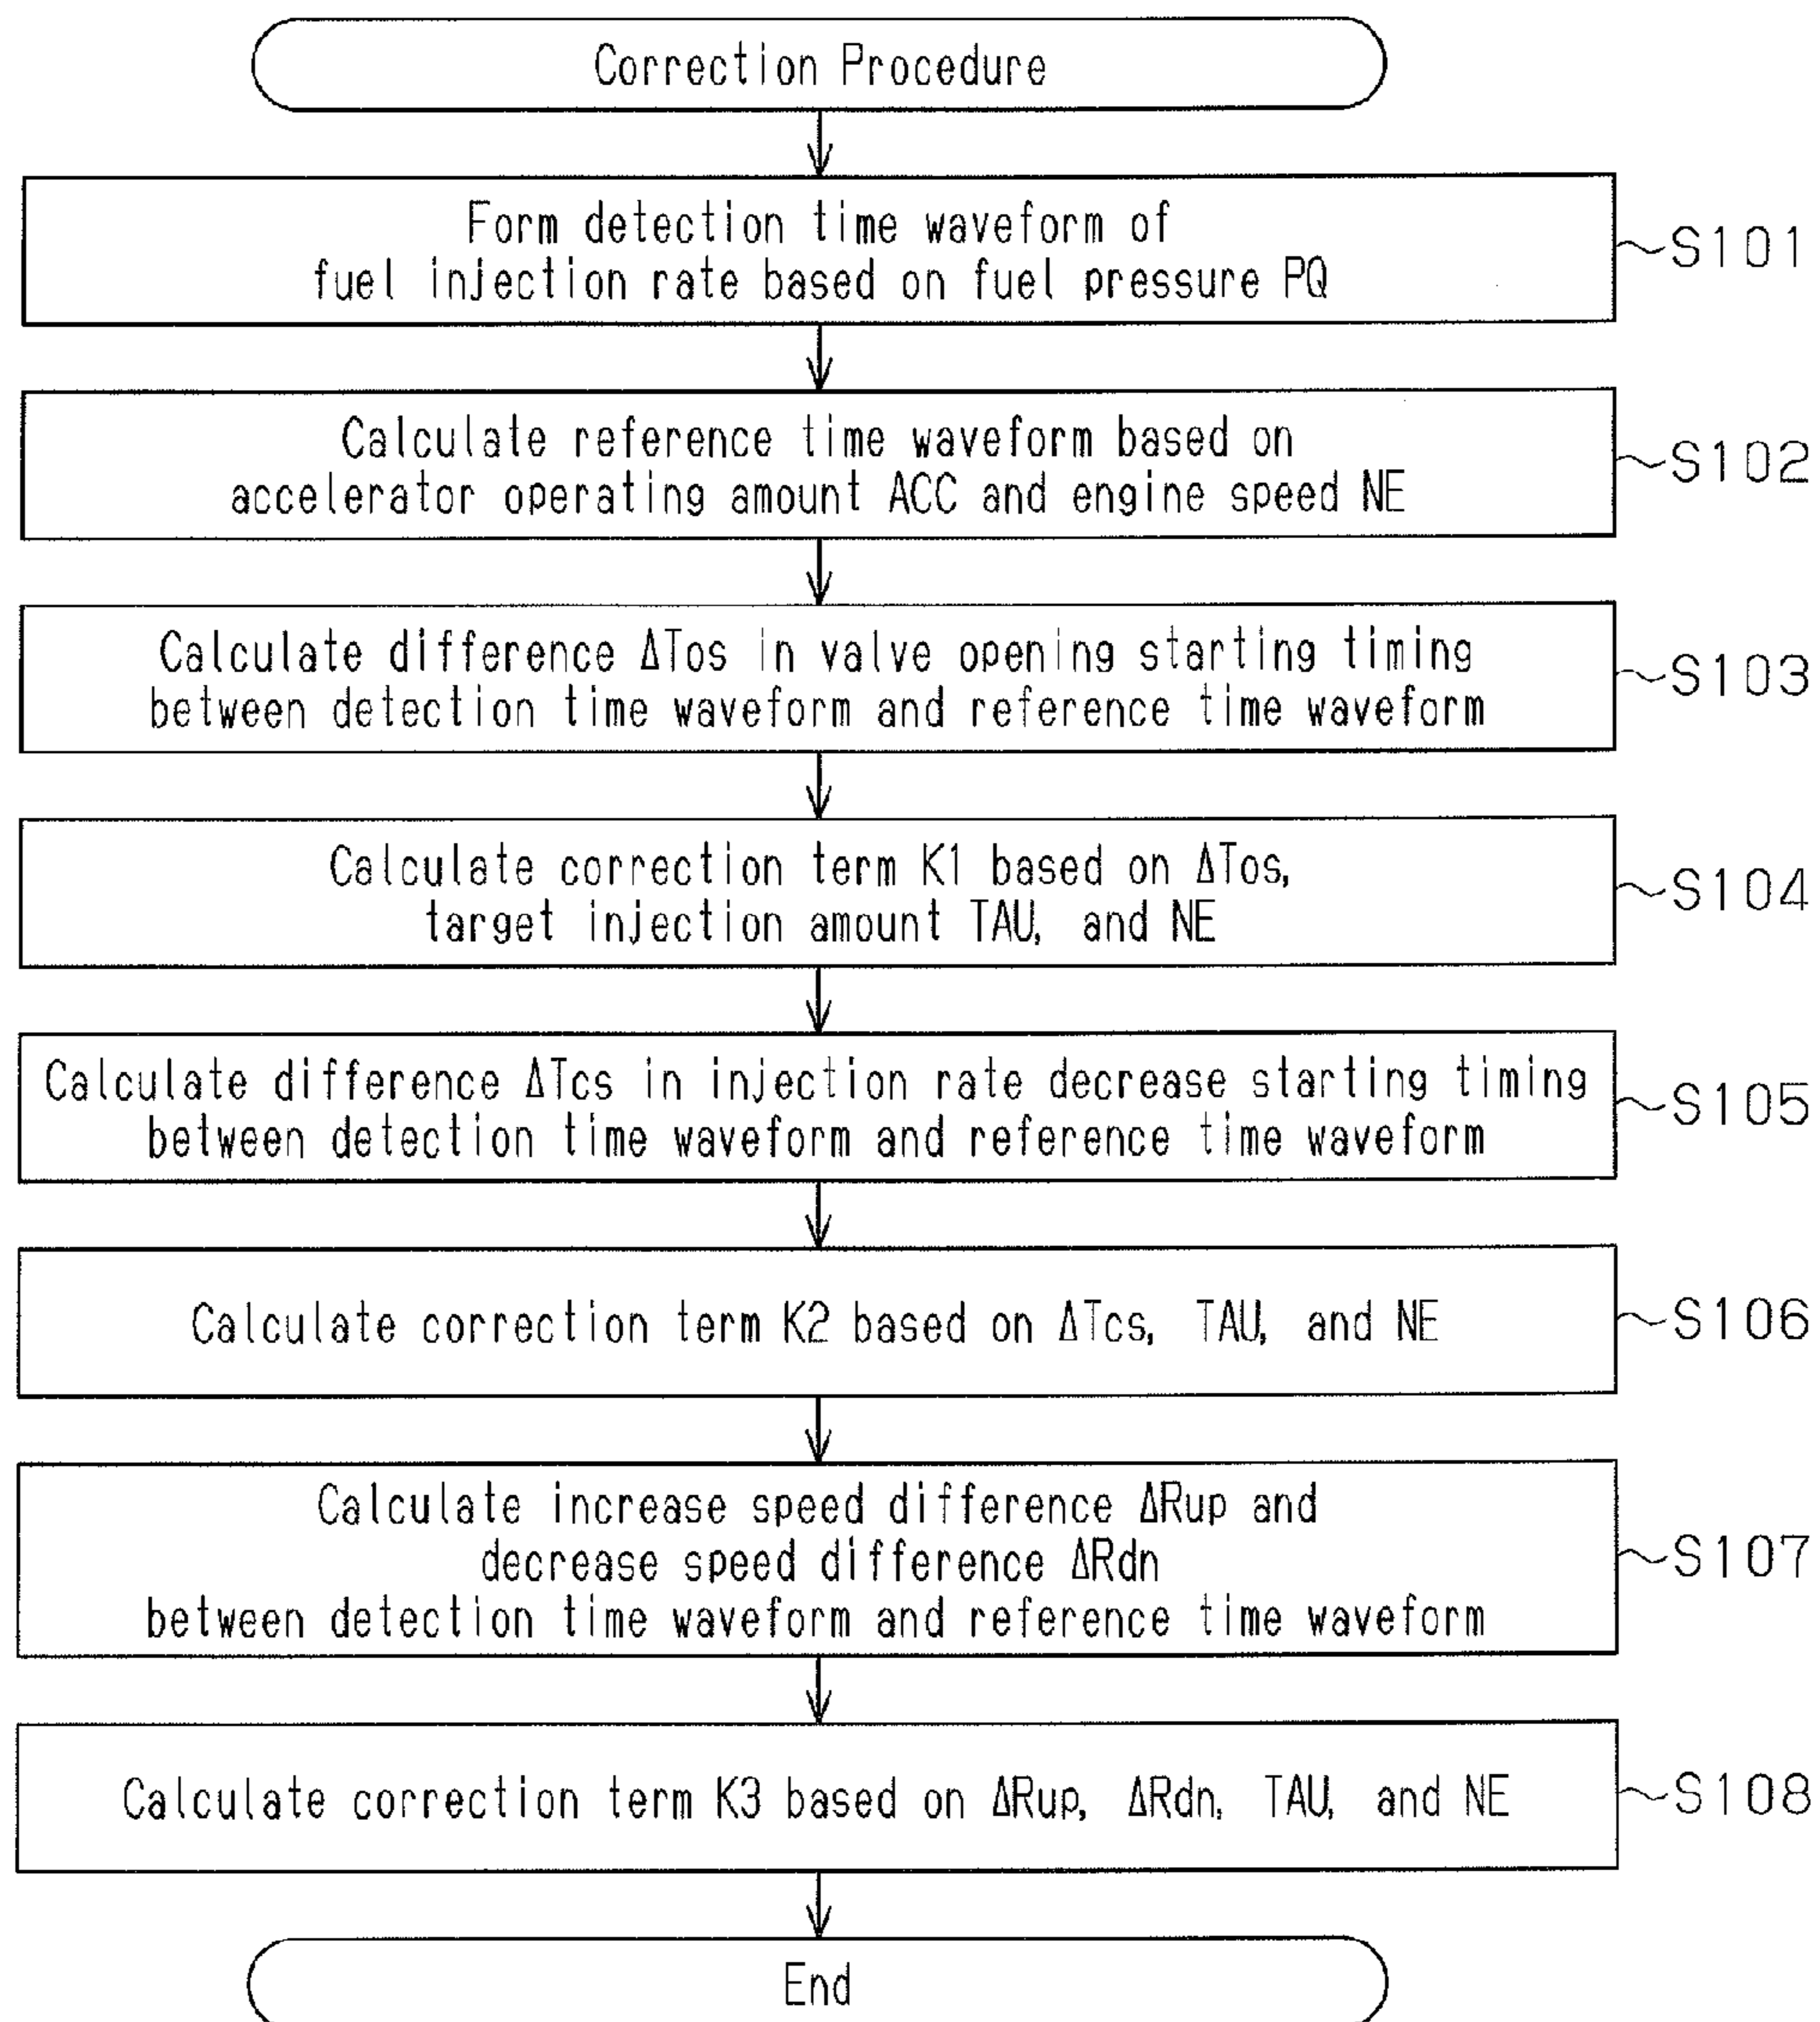 Correction Procedure
Form detection time waveform of
fuel injection rate based on fuel pressure PQ
S101
Calculate reference time waveform based on
accelerator operating amount ACC and engine speed NE
S102
Calculate difference ΔTos in valve opening starting timing
between detection time waveform and reference time waveform
S103
Calculate correction term K1 based on ΔTos,
target injection amount TAU, and NE
S104
Calculate difference ΔTcs in injection rate decrease starting timing
between detection time waveform and reference time waveform
S105
Calculate correction term K2 based on ΔTcs, TAU, and NE
S106
Calculate increase speed difference ΔRup and
decrease speed difference ΔRdn
between detection time waveform and reference time waveform
S107
Calculate correction term K3 based on ΔRup, ΔRdn, TAU, and NE
S108
End